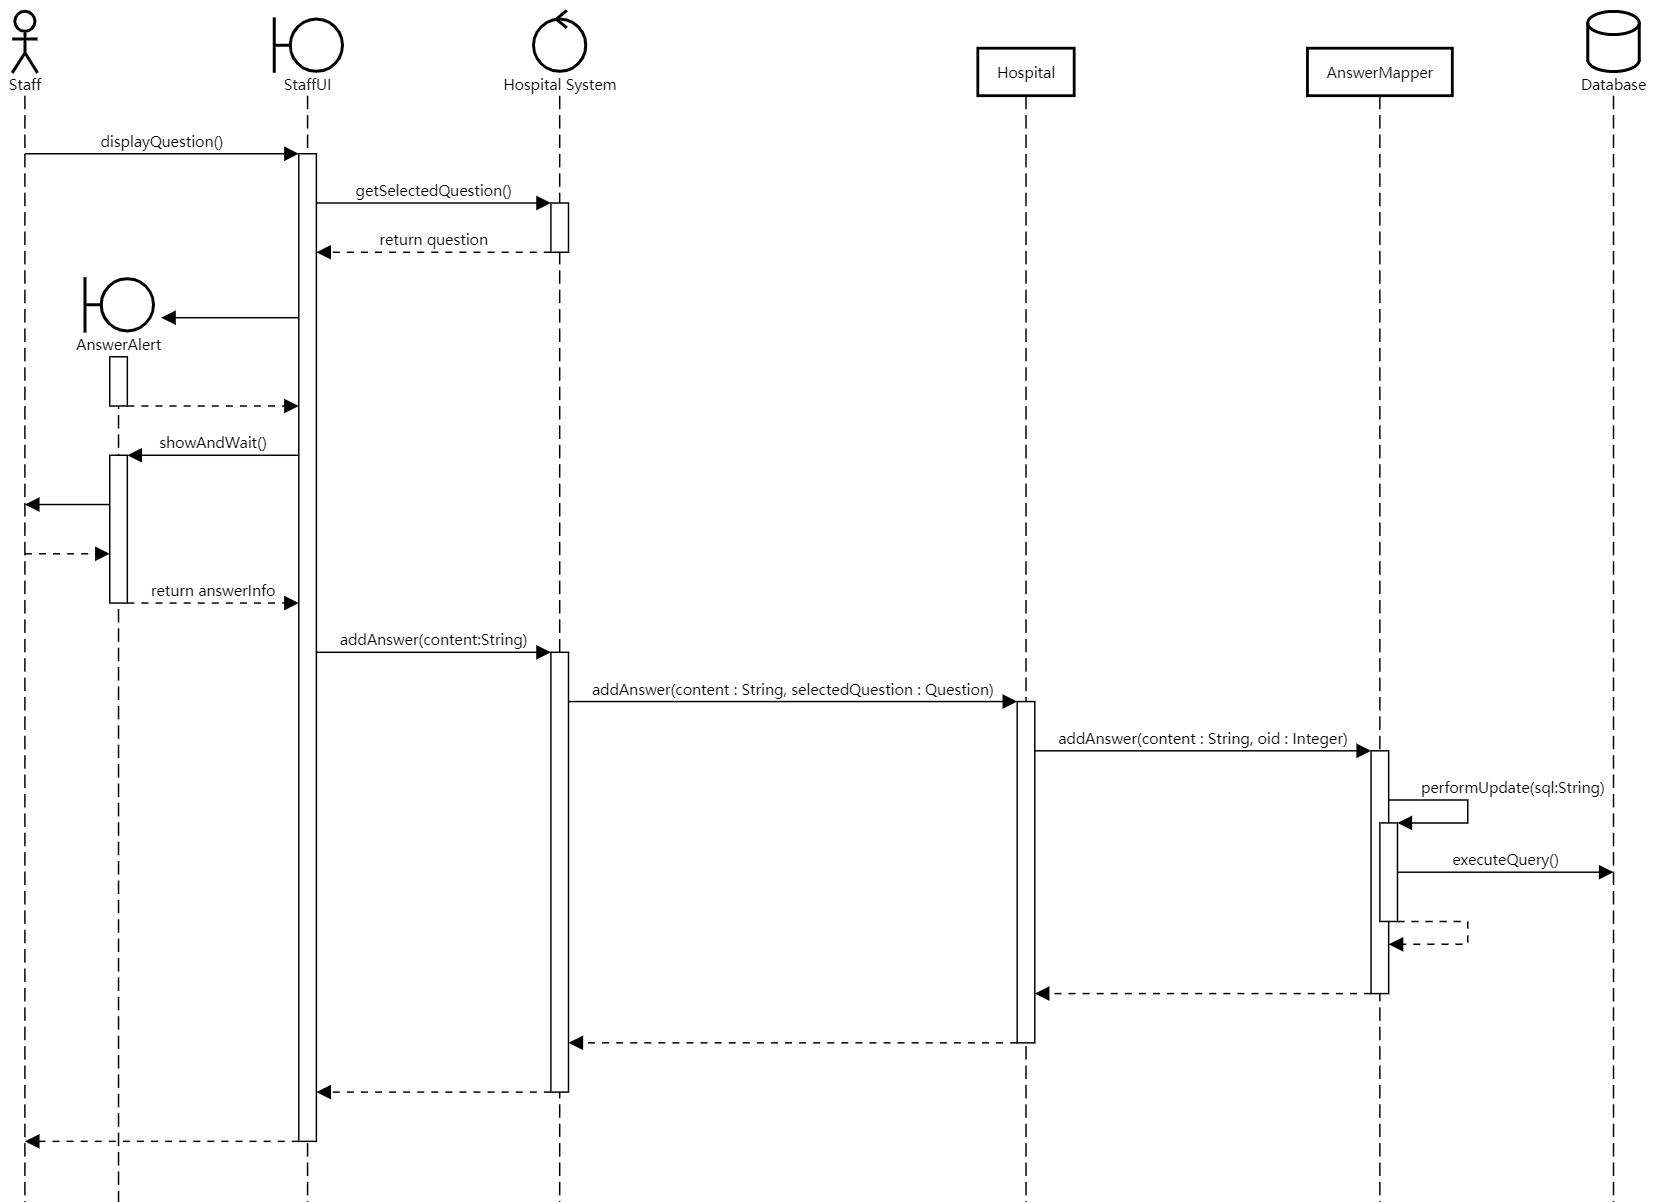 Staff
StaffUI
Hospital System
Hospital
AnswerMapper
Database
displayQuestion()
getSelectedQuestion()
return question
AnswerAlert
showAndWait()
return answerInfo
addAnswer(content:String)
addAnswer(content : String, selectedQuestion : Question)
addAnswer(content : String, oid : Integer)
performUpdate(sql:String)
executeQuery()